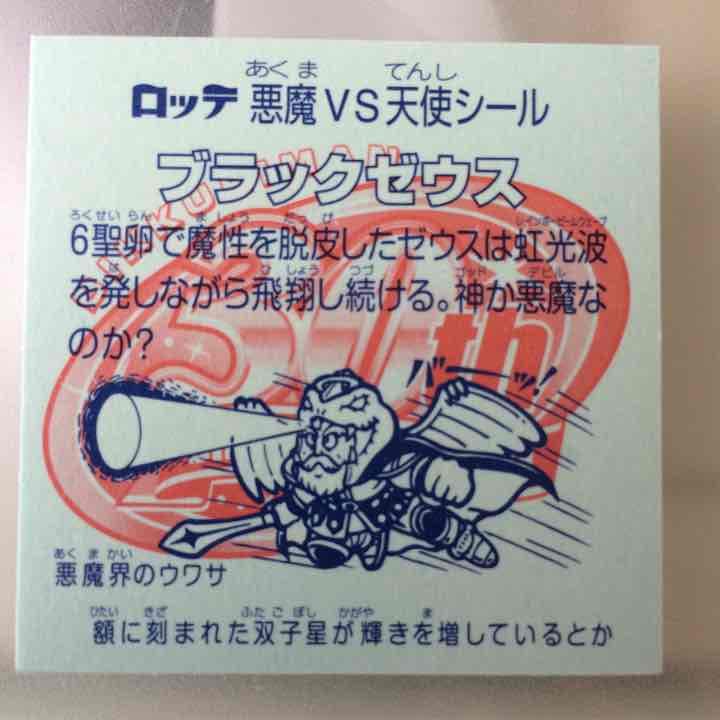 あくま てんし
ロッテ 悪魔VS天使シール
ブラックゼウス
ろくせいらん ましょう だっぴ レインボービームウェーブ
6聖卵で魔性を脱皮したゼウスは虹光波
は ひしょう つづ ゴッド デビル
を発しながら飛翔し続ける。神か悪魔な
のか?
30th
バーッ!
あくまかい
悪魔界のウワサ
ひたい きざ ふたごぼし かがや ま
額に刻まれた双子星が輝きを増しているとか